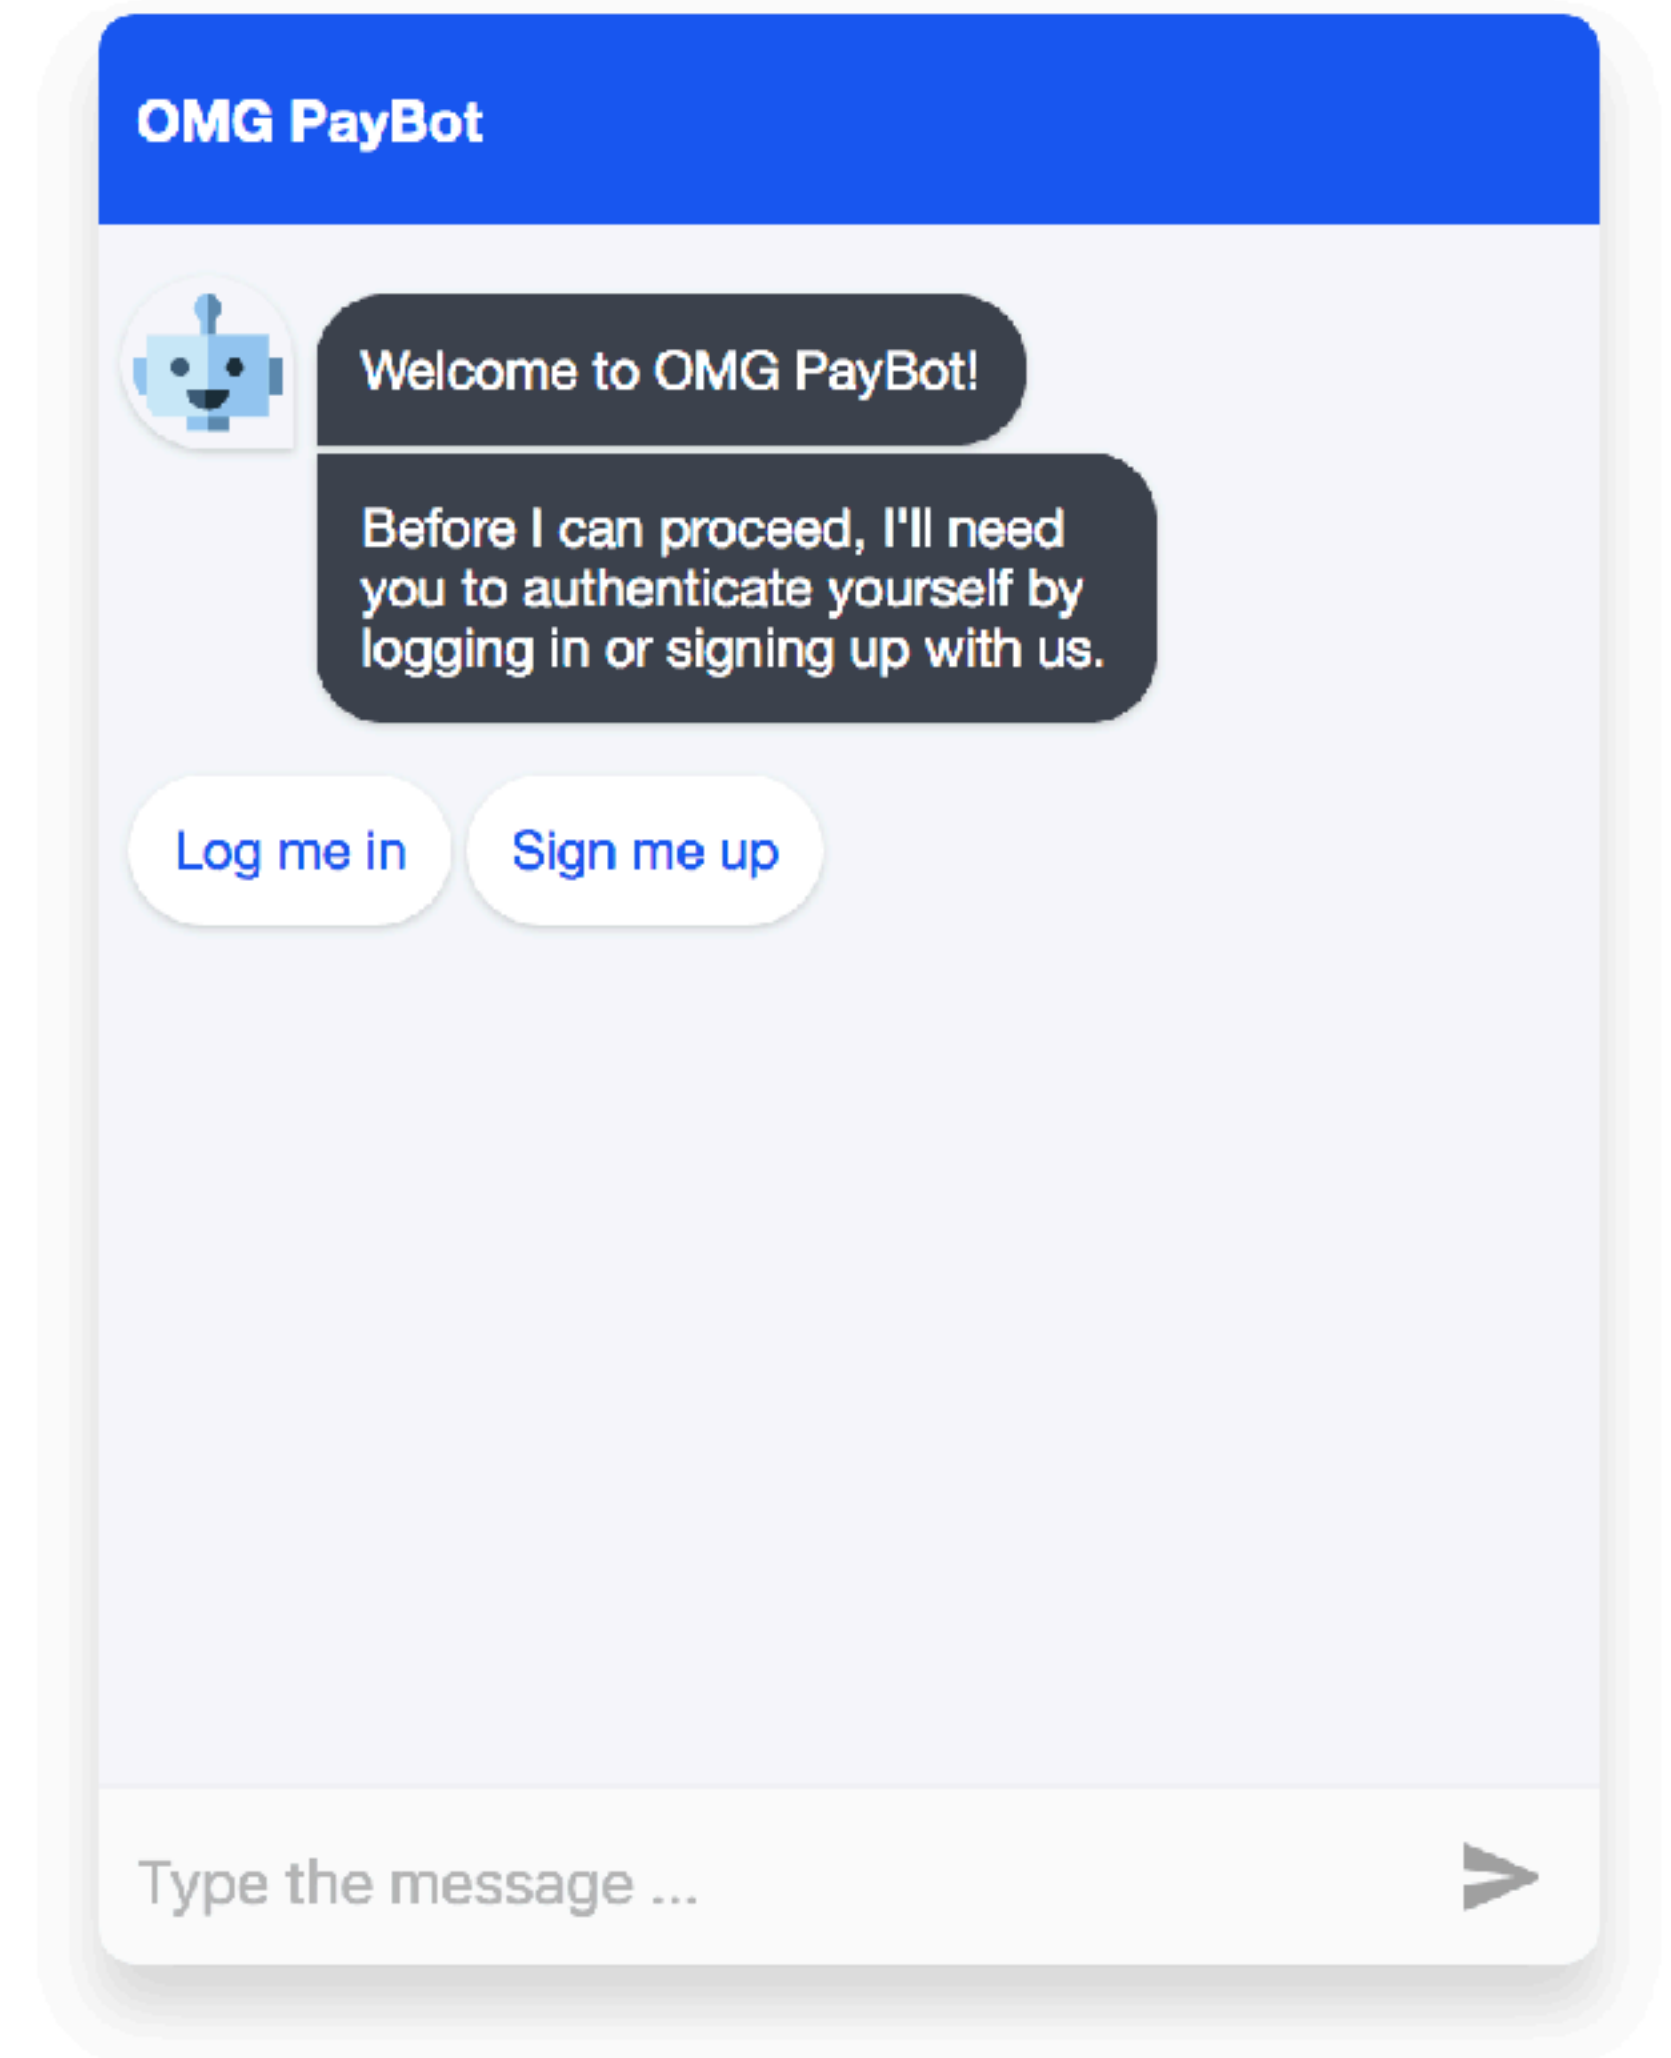 OMG PayBot
Welcome to OMG PayBot!
Before I can proceed, I'll need
you to authenticate yourself by
logging in or signing up with us.
Log me in
Sign me up
Type the message ...